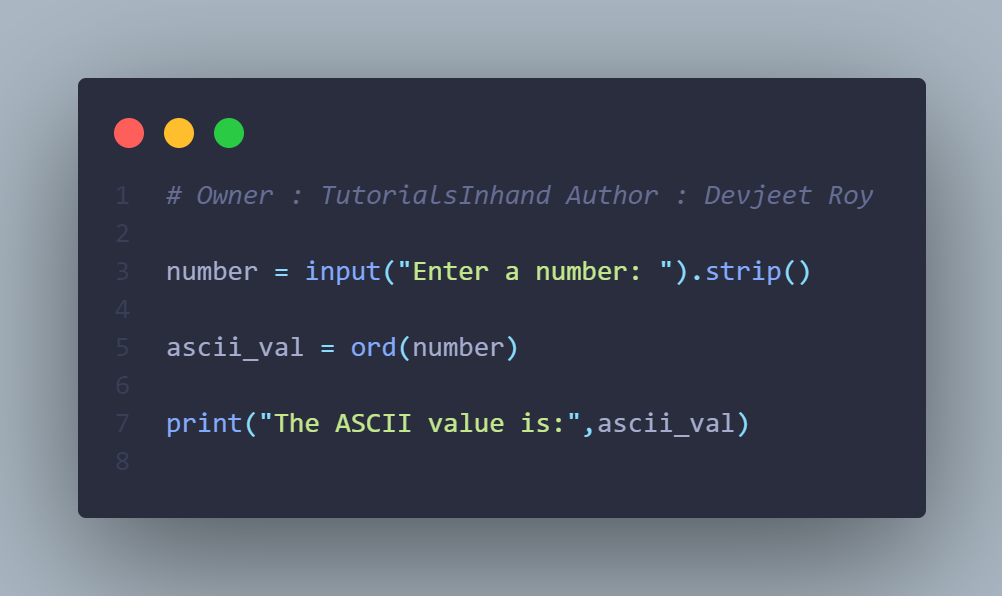 1 # Owner : TutorialsInhand Author : Devjeet Roy
2
3 number = input("Enter a number: ").strip()
4
5 ascii_val = ord(number)
6
7 print("The ASCII value is:",ascii_val)
8